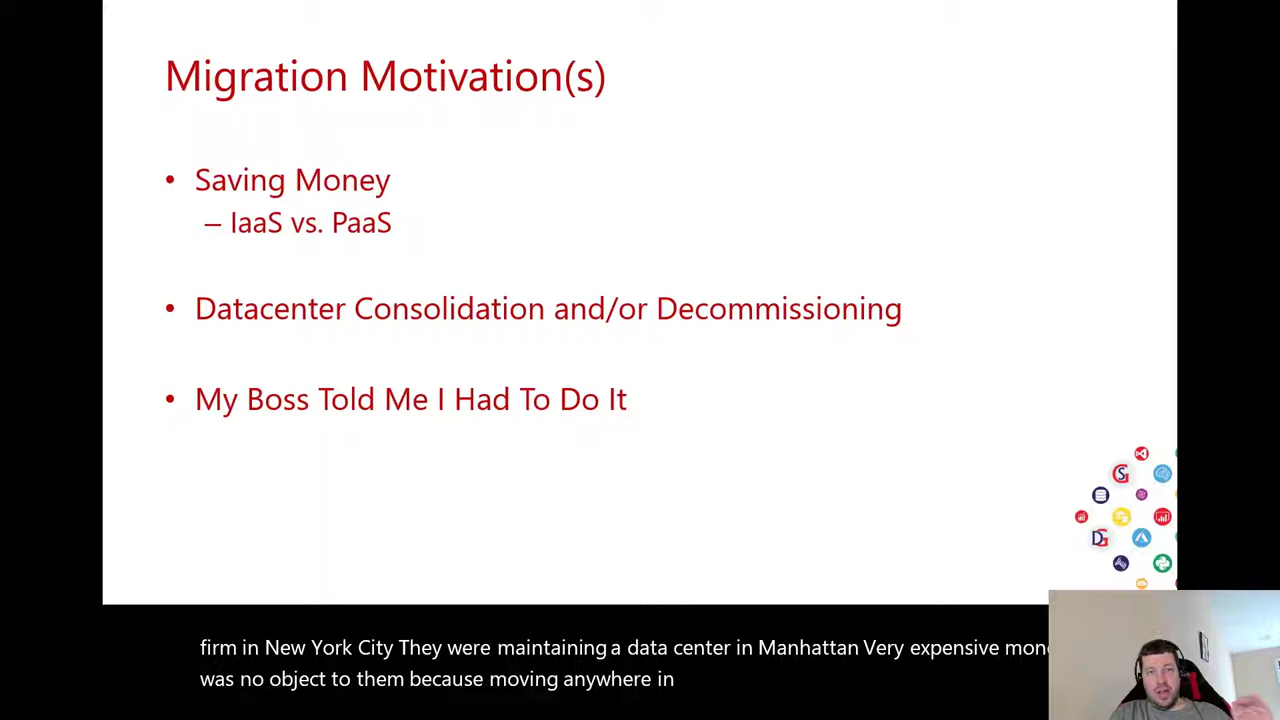 Migration Motivation(s)
• Saving Money
– IaaS vs. PaaS
• Datacenter Consolidation and/or Decommissioning
• My Boss Told Me I Had To Do It
SG
DG
firm in New York City They were maintaining a data center in Manhattan Very expensive
was no object to them because moving anywhere in